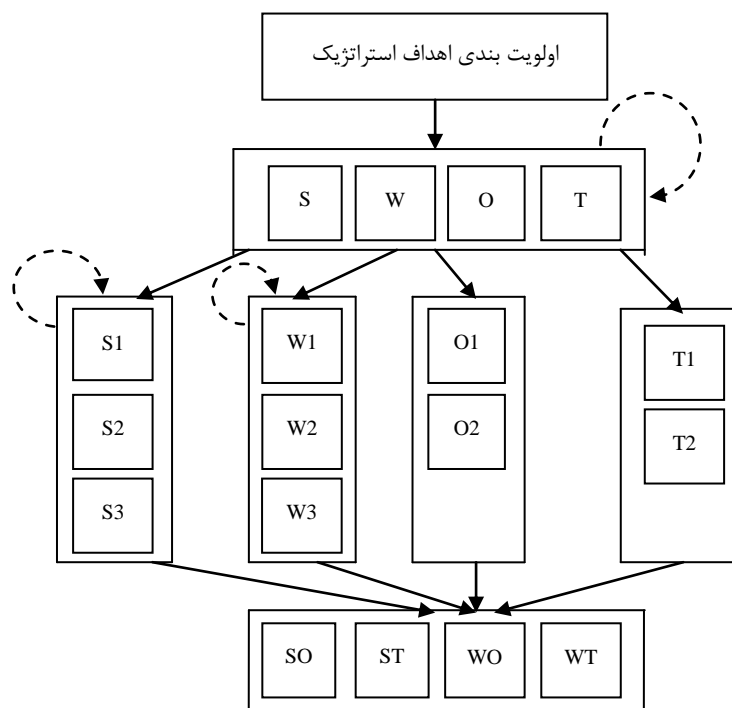 اولویت بندی اهداف استراتژیک
S W O T
S1 W1 O1 T1
S2 W2 O2 T2
S3 W3
SO ST WO WT